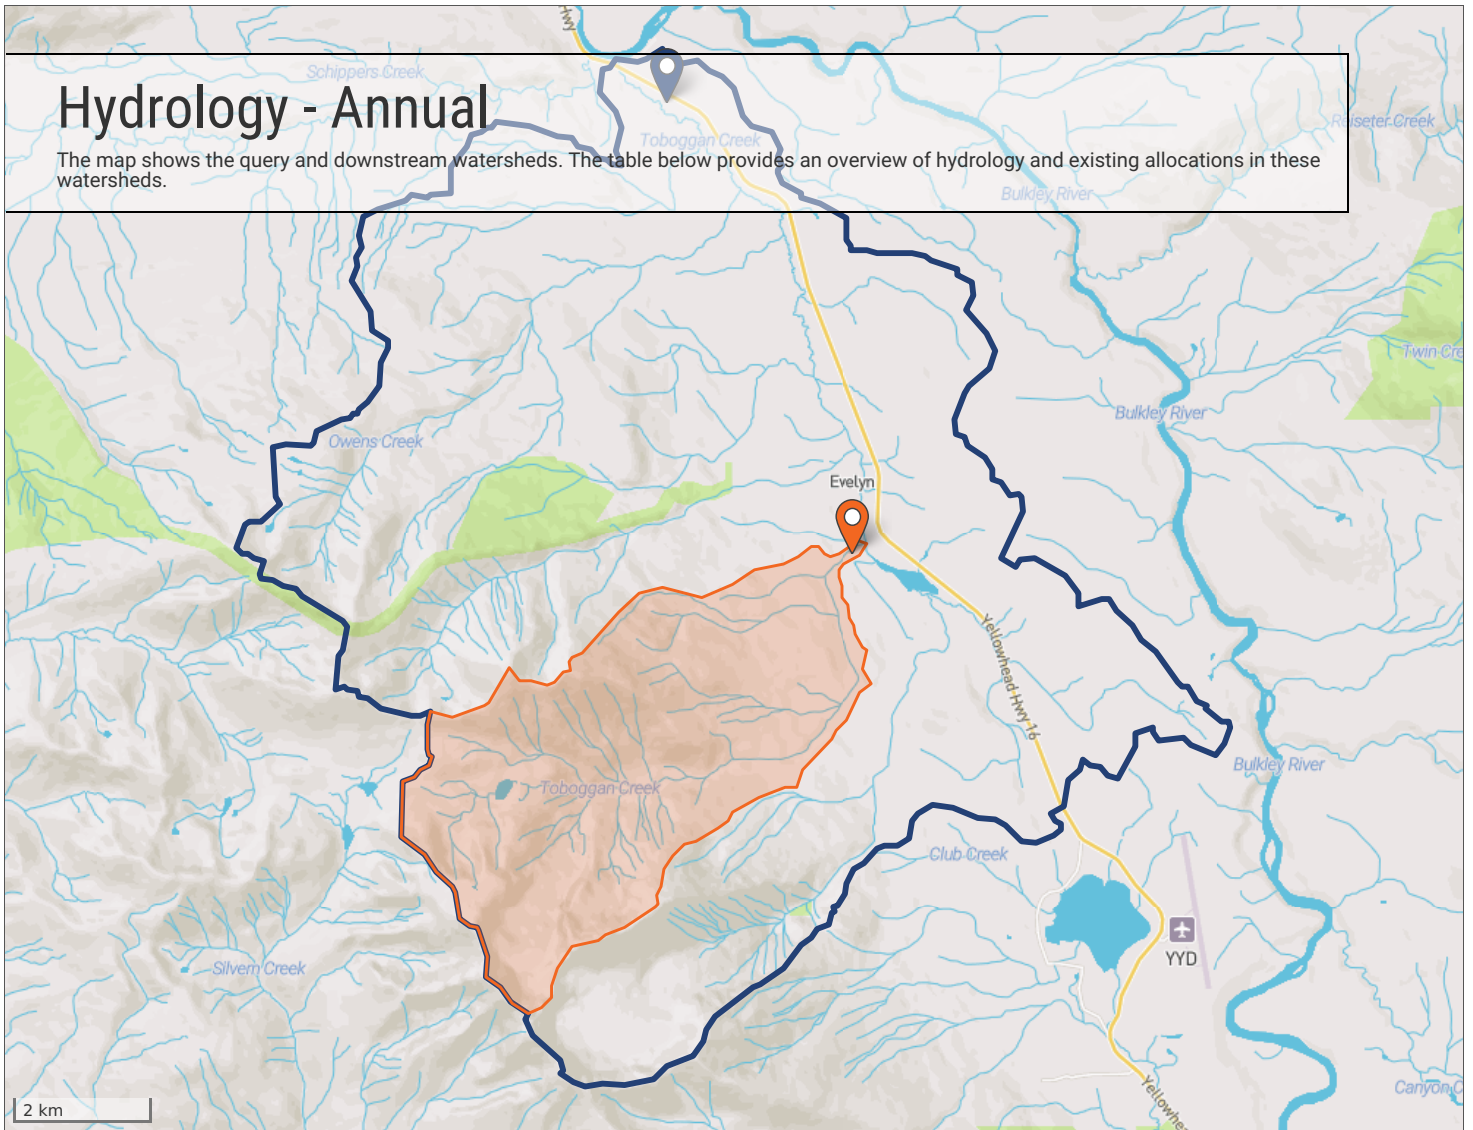 Hwy
Schippers Creek
Hydrology - Annual
Reiseter Creek
Toboggan Creek
The map shows the query and downstream watersheds. The table below provides an overview of hydrology and existing allocations in these
watersheds.
Bulkley River
Twin Cre
Bulkley River
Owens Creek
Evelyn
Yellowhead Hwy 16
Bulkley River
Toboggan Creek
Club Creek
YYD
Silvern Creek
Canyon C
Yellowhea
2 km